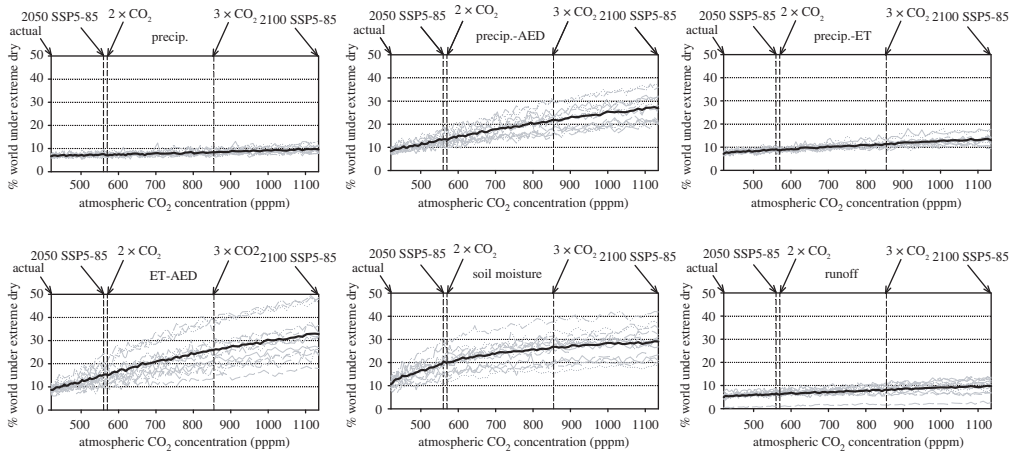 2050 SSP5-85
2 × CO2
3 × CO2 2100 SSP5-85
actual
precip.
% world under extreme dry
50
40
30
20
10
0
500 600 700 800 900 1000 1100
atmospheric CO2 concentration (pppm)
2050 SSP5-85
2 × CO2
3 × CO2 2100 SSP5-85
actual
precip.-AED
% world under extreme dry
50
40
30
20
10
0
500 600 700 800 900 1000 1100
atmospheric CO2 concentration (pppm)
2050 SSP5-85
2 × CO2
3 × CO2 2100 SSP5-85
actual
precip.-ET
% world under extreme dry
50
40
30
20
10
0
500 600 700 800 900 1000 1100
atmospheric CO2 concentration (pppm)
2050 SSP5-85
2 × CO2
3 × CO2 2100 SSP5-85
actual
ET-AED
% world under extreme dry
50
40
30
20
10
0
500 600 700 800 900 1000 1100
atmospheric CO2 concentration (pppm)
2050 SSP5-85
2 × CO2
3 × CO2 2100 SSP5-85
actual
soil moisture
% world under extreme dry
50
40
30
20
10
0
500 600 700 800 900 1000 1100
atmospheric CO2 concentration (pppm)
2050 SSP5-85
2 × CO2
3 × CO2 2100 SSP5-85
actual
runoff
% world under extreme dry
50
40
30
20
10
0
500 600 700 800 900 1000 1100
atmospheric CO2 concentration (pppm)